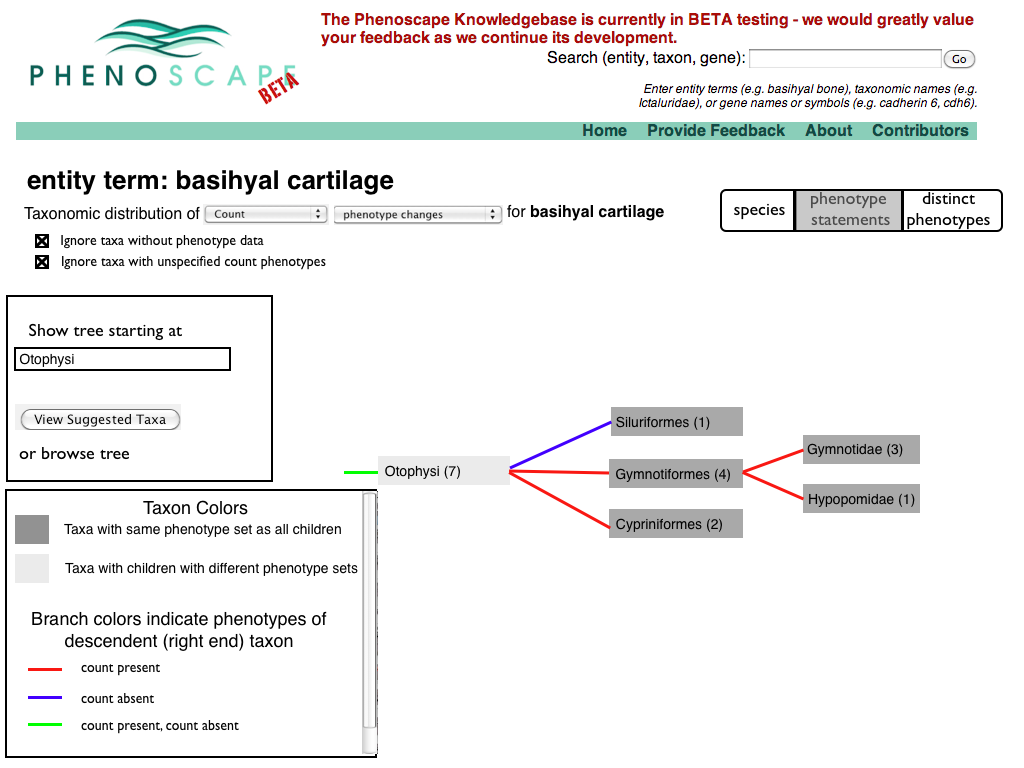 The Phenoscape Knowledgebase is currently in BETA testing - we would greatly value
your feedback as we continue its development.
PHENOSCAPE
BETA
Search (entity, taxon, gene):
Go
Enter entity terms (e.g. basihyal bone), taxonomic names (e.g.
Ictaluridae), or gene names or symbols (e.g. cadherin 6, cdh6).
Home Provide Feedback About Contributors
entity term: basihyal cartilage
Taxonomic distribution of Count phenotype changes for basihyal cartilage
species
phenotype
statements
distinct
phenotypes
Ignore taxa without phenotype data
Ignore taxa with unspecified count phenotypes
Show tree starting at
Otophysi
View Suggested Taxa
or browse tree
Otophysi (7)
Siluriformes (1)
Gymnotiformes (4)
Cypriniformes (2)
Gymnotidae (3)
Hypopomidae (1)
Taxon Colors
Taxa with same phenotype set as all children
Taxa with children with different phenotype sets
Branch colors indicate phenotypes of
descendent (right end) taxon
count present
count absent
count present, count absent